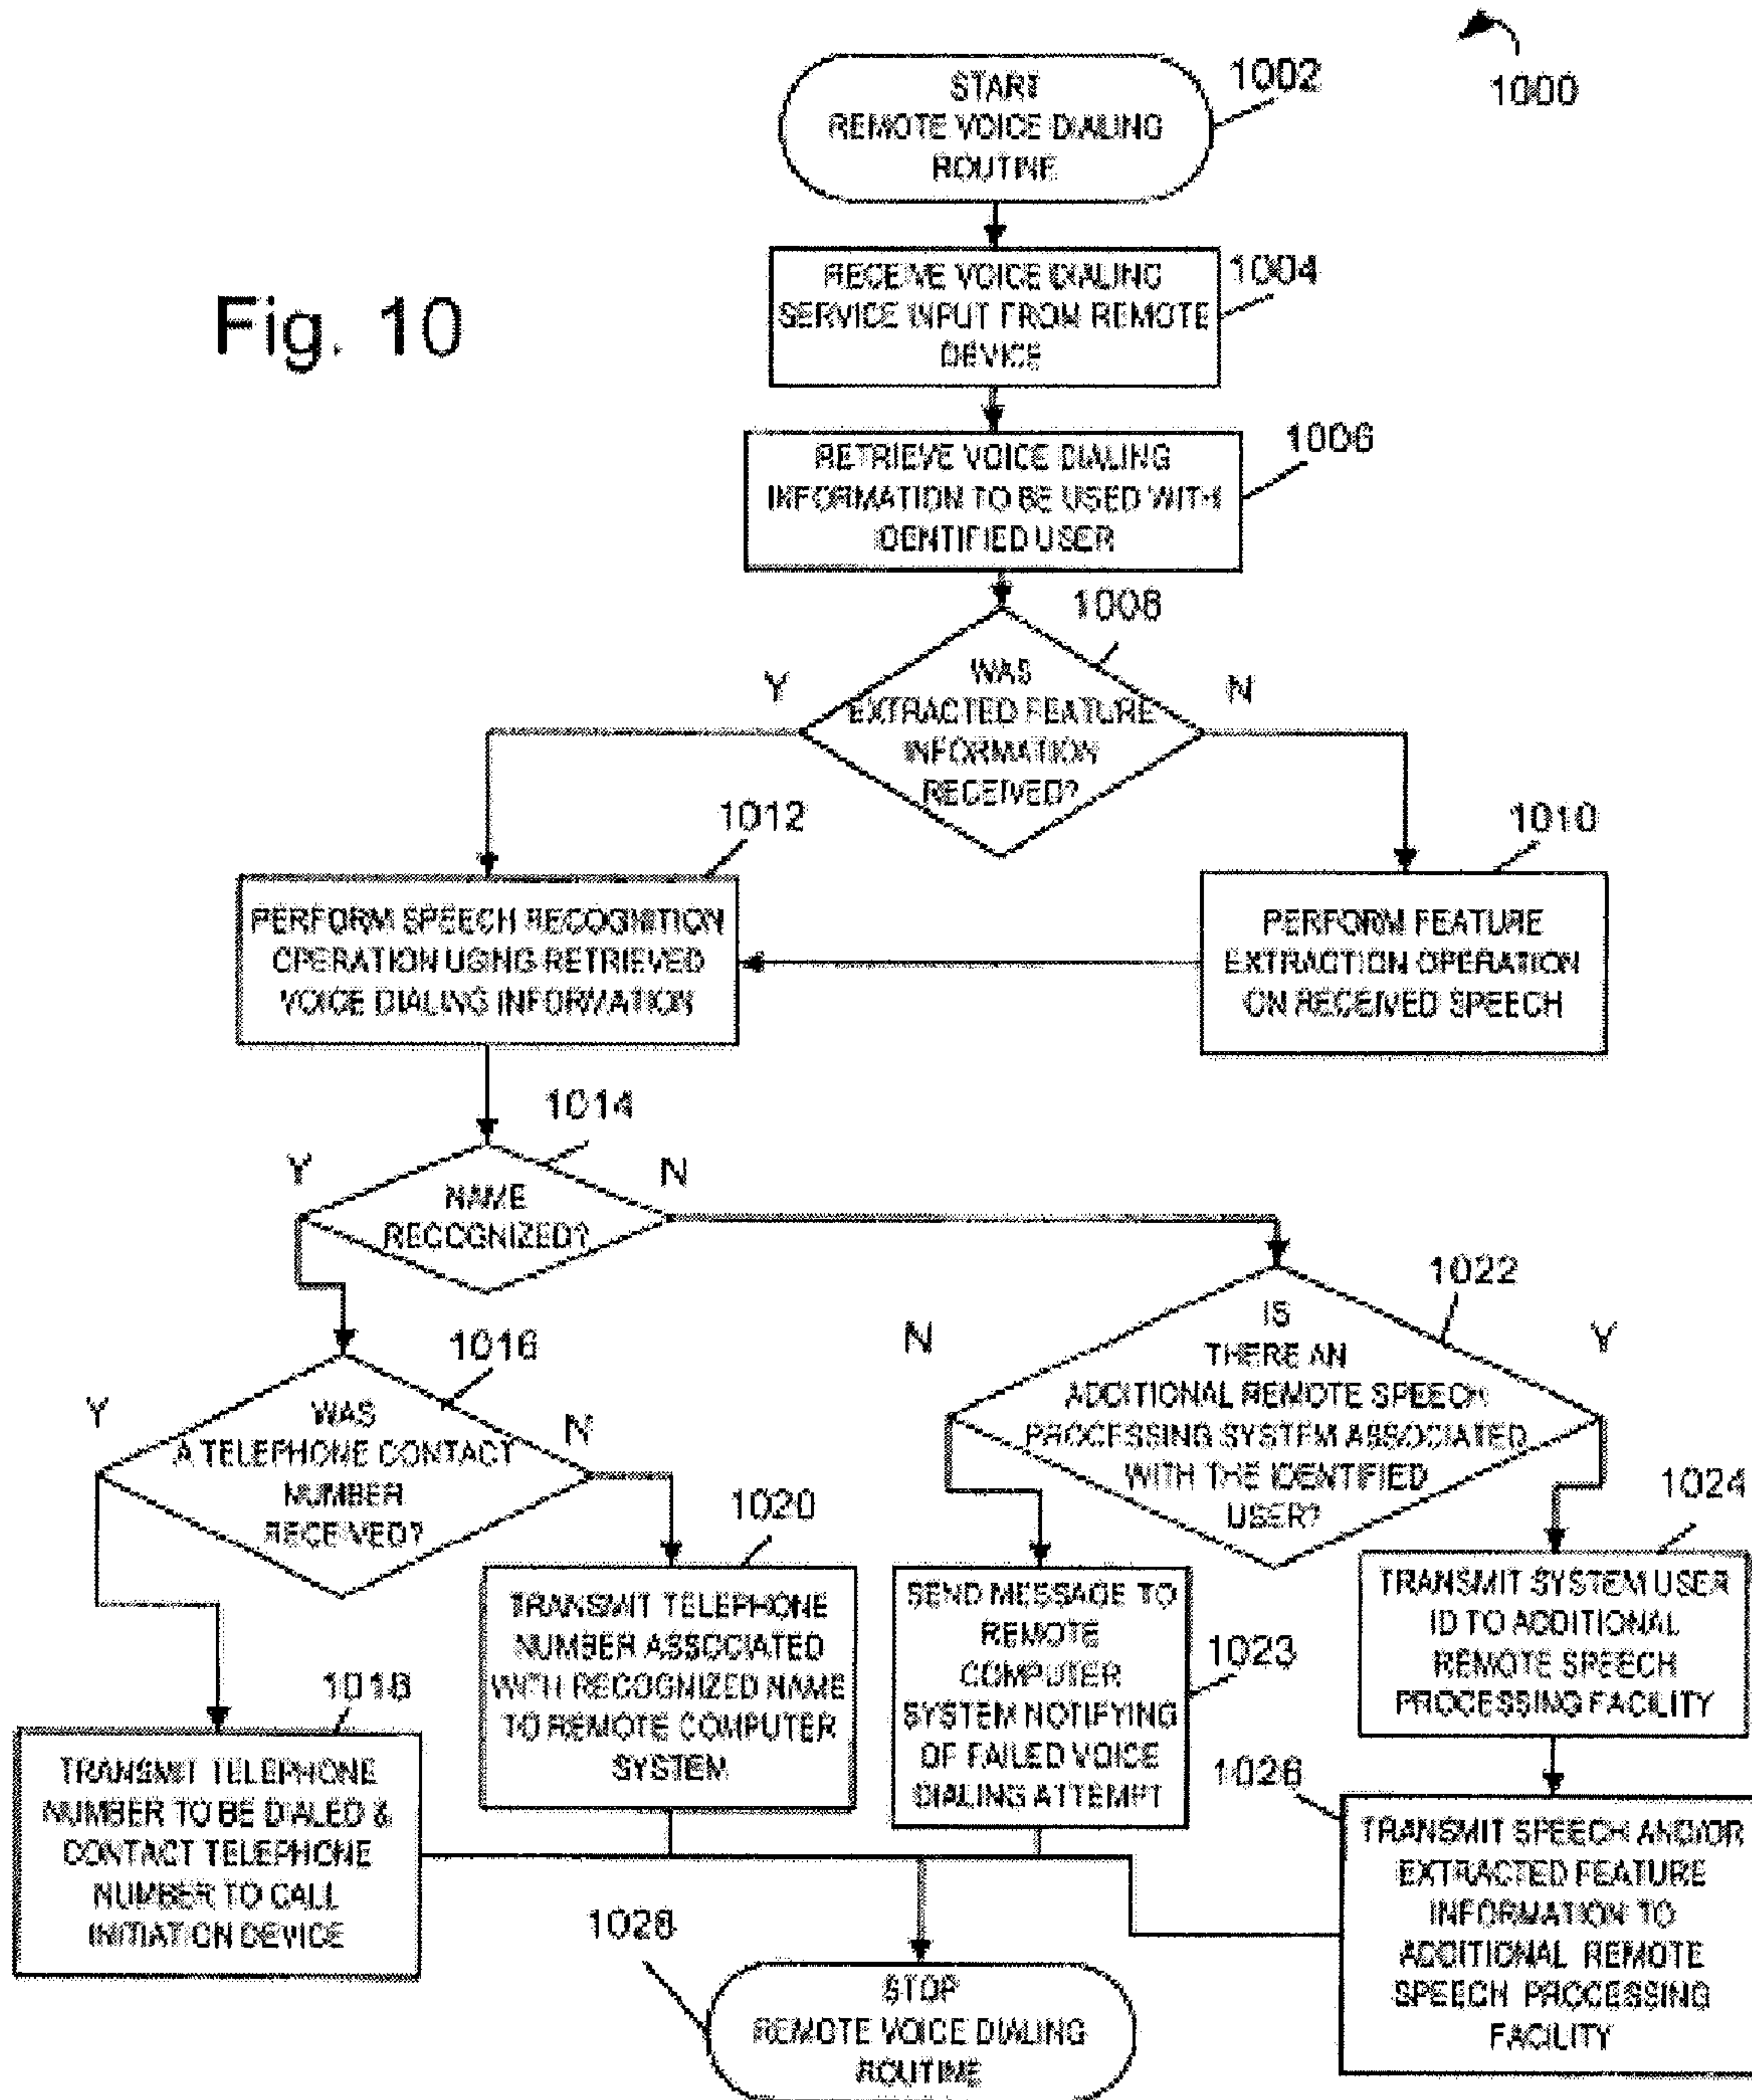 1000
START
REMOTE VOICE DIALING
ROUTINE
1002
Fig. 10
RECEIVE VOICE DIALING
SERVICE INPUT FROM REMOTE
DEVICE
1004
RETRIEVE VOICE DIALING
INFORMATION TO BE USED WITH
IDENTIFIED USER
1006
1008
WAS
EXTRACTED FEATURE
INFORMATION
RECEIVED?
Y
N
1012
PERFORM SPEECH RECOGNITION
OPERATION USING RETRIEVED
VOICE DIALING INFORMATION
1010
PERFORM FEATURE
EXTRACTION OPERATION
ON RECEIVED SPEECH
1014
Y
N
NAME
RECOGNIZED?
1016
Y
N
WAS
A TELEPHONE CONTACT
NUMBER
RECEIVED?
1022
N
Y
IS
THERE AN
ADDITIONAL REMOTE SPEECH
PROCESSING SYSTEM ASSOCIATED
WITH THE IDENTIFIED
USER?
1018
TRANSMIT TELEPHONE
NUMBER TO BE DIALED &
CONTACT TELEPHONE
NUMBER TO CALL
INITIATION DEVICE
1020
TRANSMIT TELEPHONE
NUMBER ASSOCIATED
WITH RECOGNIZED NAME
TO REMOTE COMPUTER
SYSTEM
1023
SEND MESSAGE TO
REMOTE
COMPUTER
SYSTEM NOTIFYING
OF FAILED VOICE
DIALING ATTEMPT
1024
TRANSMIT SYSTEM USER
ID TO ADDITIONAL
REMOTE SPEECH
PROCESSING FACILITY
1026
TRANSMIT SPEECH AND/OR
EXTRACTED FEATURE
INFORMATION TO
ADDITIONAL REMOTE
SPEECH PROCESSING
FACILITY
1028
STOP
REMOTE VOICE DIALING
ROUTINE